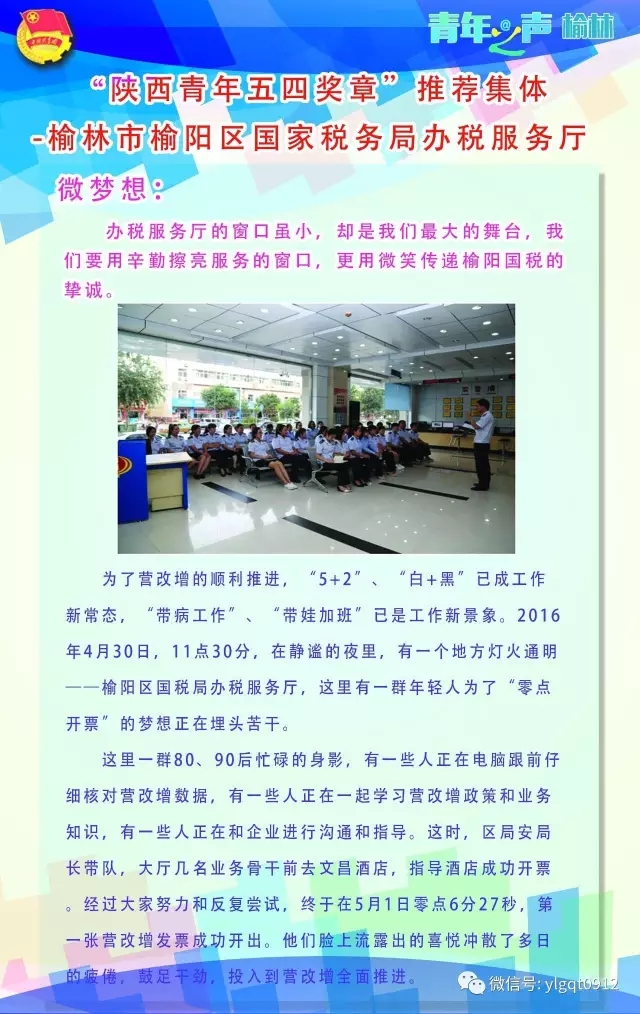 青年之声 榆林
“陕西青年五四奖章”推荐集体
-榆林市榆阳区国家税务局办税服务厅
微梦想：
办税服务厅的窗口虽小，却是我们最大的舞台，我
们要用辛勤擦亮服务的窗口，更用微笑传递榆阳国税的
挚诚。
为了营改增的顺利推进，“5+2”、“白+黑”已成工作
新常态，“带病工作”、“带娃加班”已是工作新景象。2016
年4月30日，11点30分，在静谧的夜里，有一个地方灯火通明
——榆阳区国税局办税服务厅，这里有一群年轻人为了“零点
开票”的梦想正在埋头苦干。
这里一群80、90后忙碌的身影，有一些人正在电脑跟前仔
细核对营改增数据，有一些人正在一起学习营改增政策和业务
知识，有一些人正在和企业进行沟通和指导。这时，区局安局
长带队，大厅几名业务骨干前去文昌酒店，指导酒店成功开票
。经过大家努力和反复尝试，终于在5月1日零点6分27秒，第
一张营改增发票成功开出。他们脸上流露出的喜悦冲散了多日
的疲倦，鼓足干劲，投入到营改增全面推进。
微信号: ylgqt0912